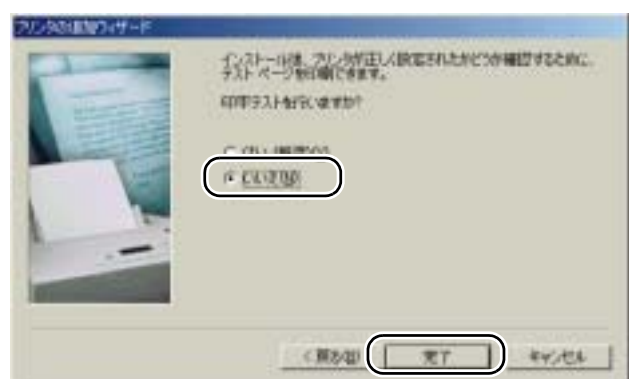 プリンタの追加ウィザード
インストール後、プリンタが正しく設定されたかどうか確認するために、
テスト ページを印刷できます。
印字テストを行いますか?
はい (推奨)(Y)
いいえ(N)
< 戻る(B)
完了
キャンセル